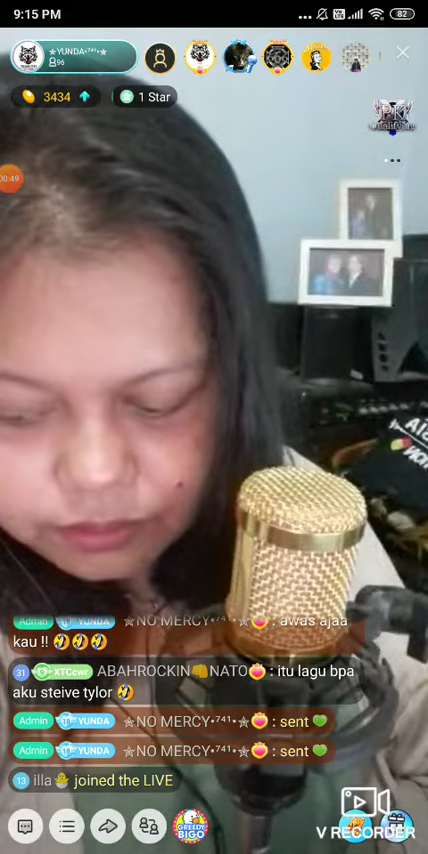 9:15 PM
82
★YUNDA•⁷⁴¹•★
96
3434
1 Star
PK
Qualifying
00:49
Admin YUNDA ☆NO MERCY•⁷⁴¹•☆ : awas ajaa
kau !! 🤣🤣🤣
31 XTCcwr ABAHROCKIN👊NATO : itu lagu bpa
aku steive tylor 🤣
Admin YUNDA ☆NO MERCY•⁷⁴¹•☆ : sent 💚
Admin YUNDA ☆NO MERCY•⁷⁴¹•☆ : sent 💚
13 illa🐣 joined the LIVE
GREEDY
BIGO
V RECORDER